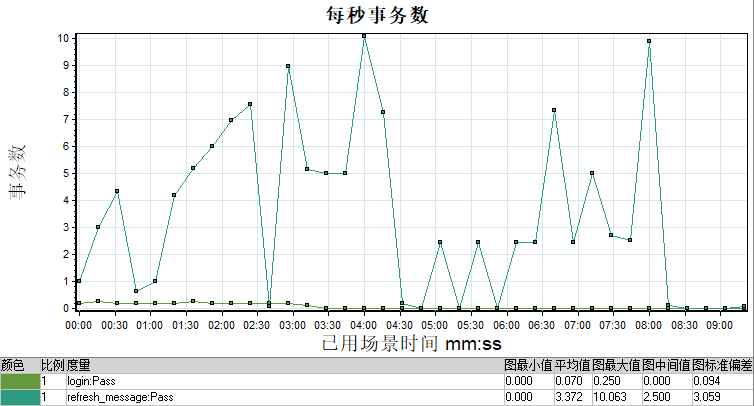 每秒事务数
事务数
10
9
8
7
6
5
4
3
2
1
0
00:00 00:30 01:00 01:30 02:00 02:30 03:00 03:30 04:00 04:30 05:00 05:30 06:00 06:30 07:00 07:30 08:00 08:30 09:00
已用场景时间 mm:ss
颜色 比例 度量 图最小值 平均值 图最大值 图中间值 图标准偏差
1 login:Pass 0.000 0.070 0.250 0.000 0.094
1 refresh_message:Pass 0.000 3.372 10.063 2.500 3.059